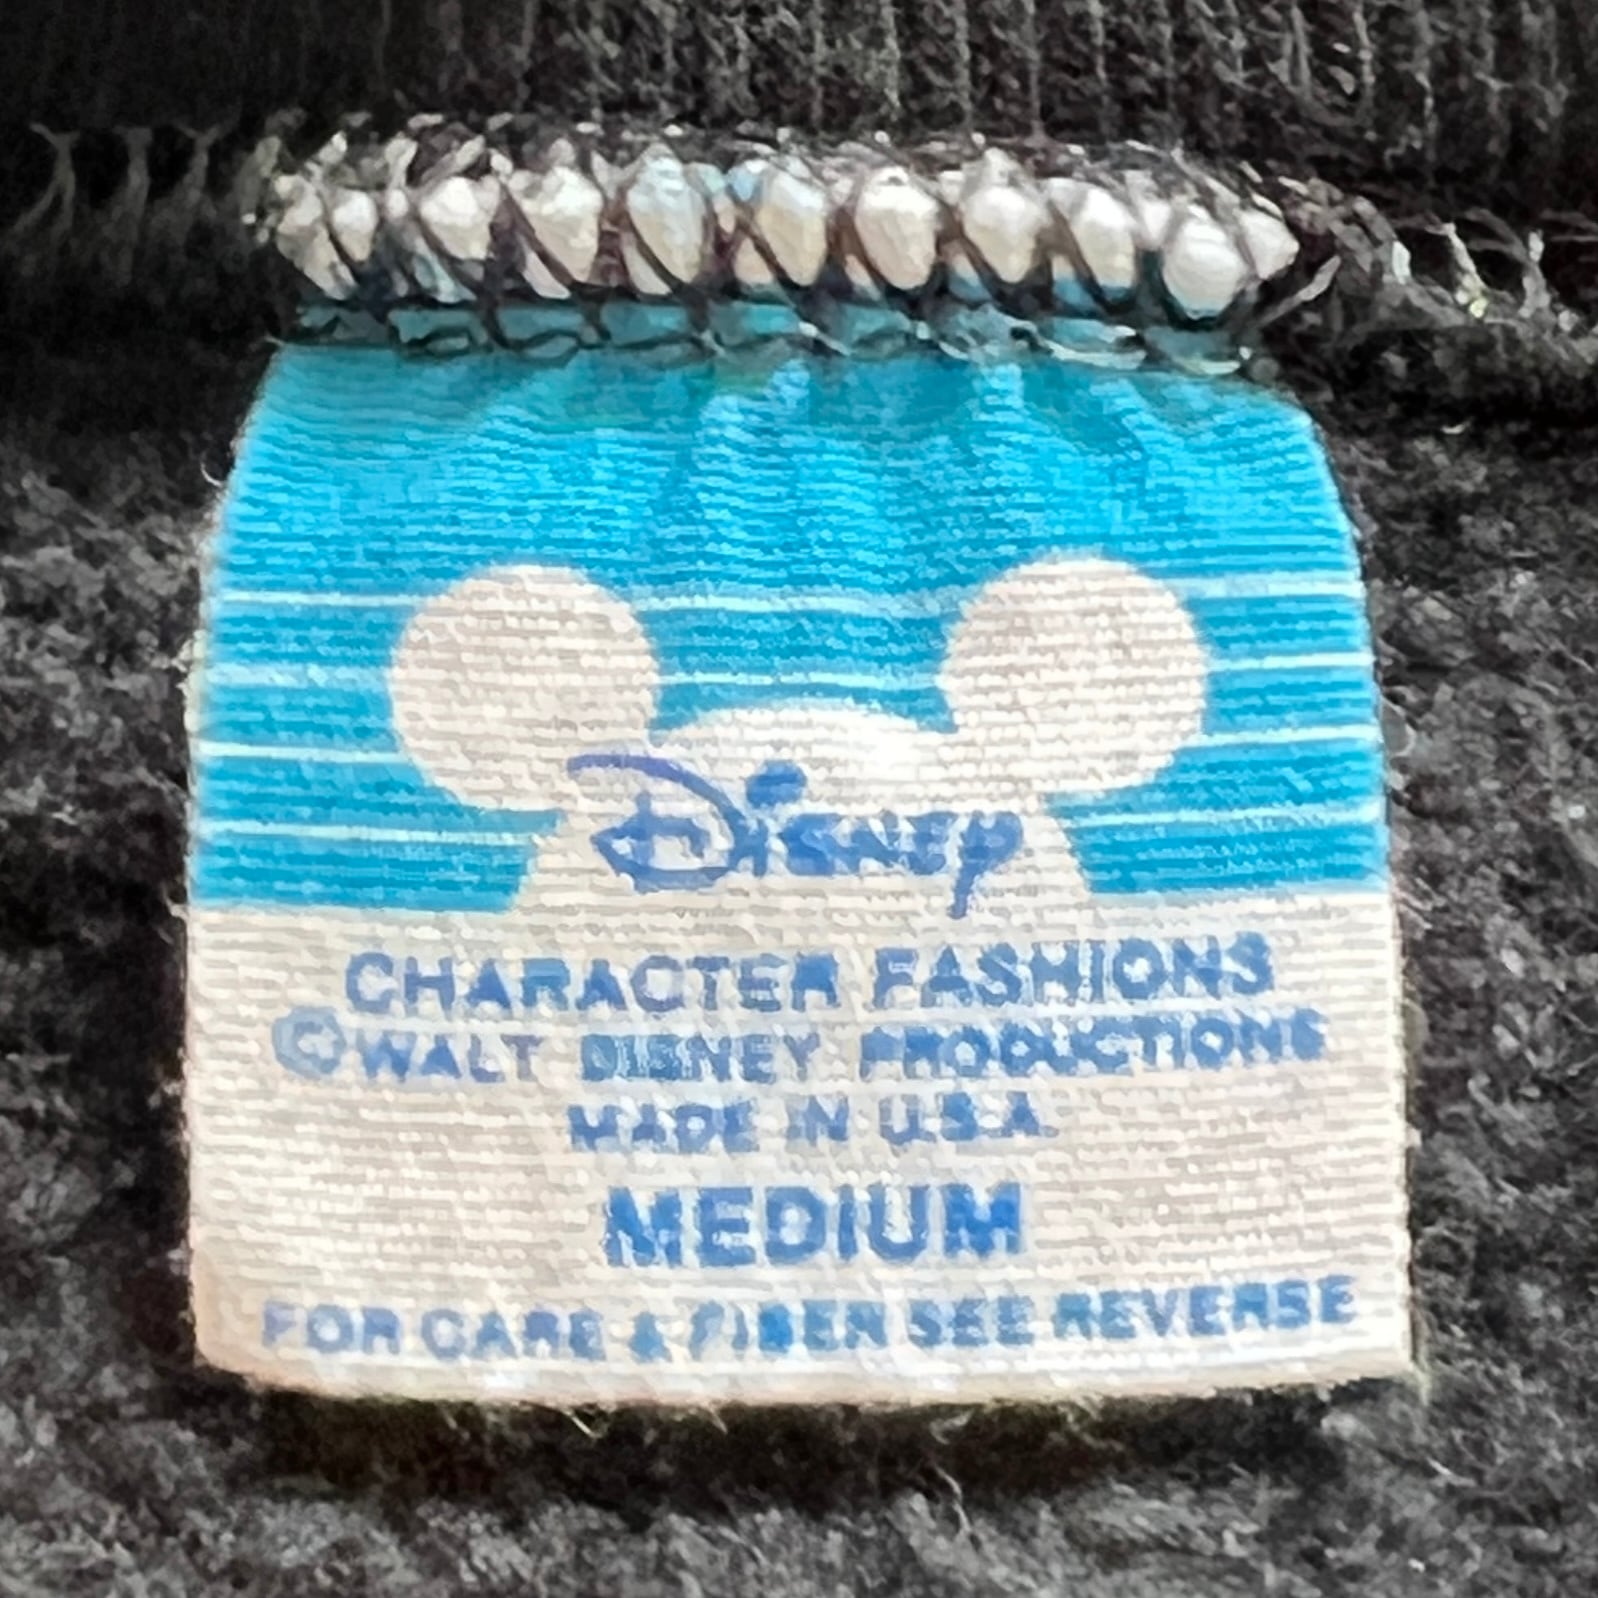 Disney
CHARACTER FASHIONS
©WALT DISNEY PRODUCTIONS
MADE IN U.S.A.
MEDIUM
FOR CARE & FIBER SEE REVERSE